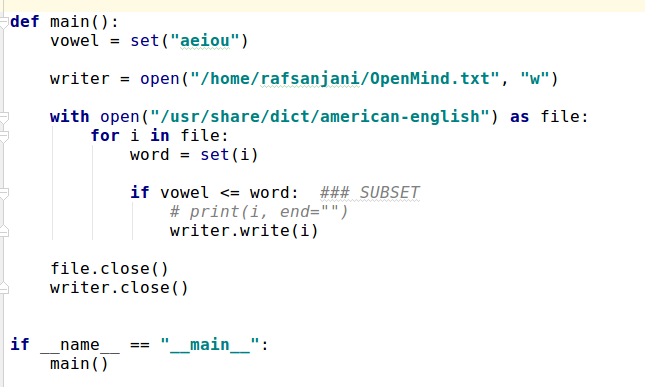 def main():
    vowel = set("aeiou")
    writer = open("/home/rafsanjani/OpenMind.txt", "w")
    with open("/usr/share/dict/american-english") as file:
        for i in file:
            word = set(i)
            if vowel <= word:  ### SUBSET
                # print(i, end="")
                writer.write(i)
    file.close()
    writer.close()
if __name__ == "__main__":
    main()